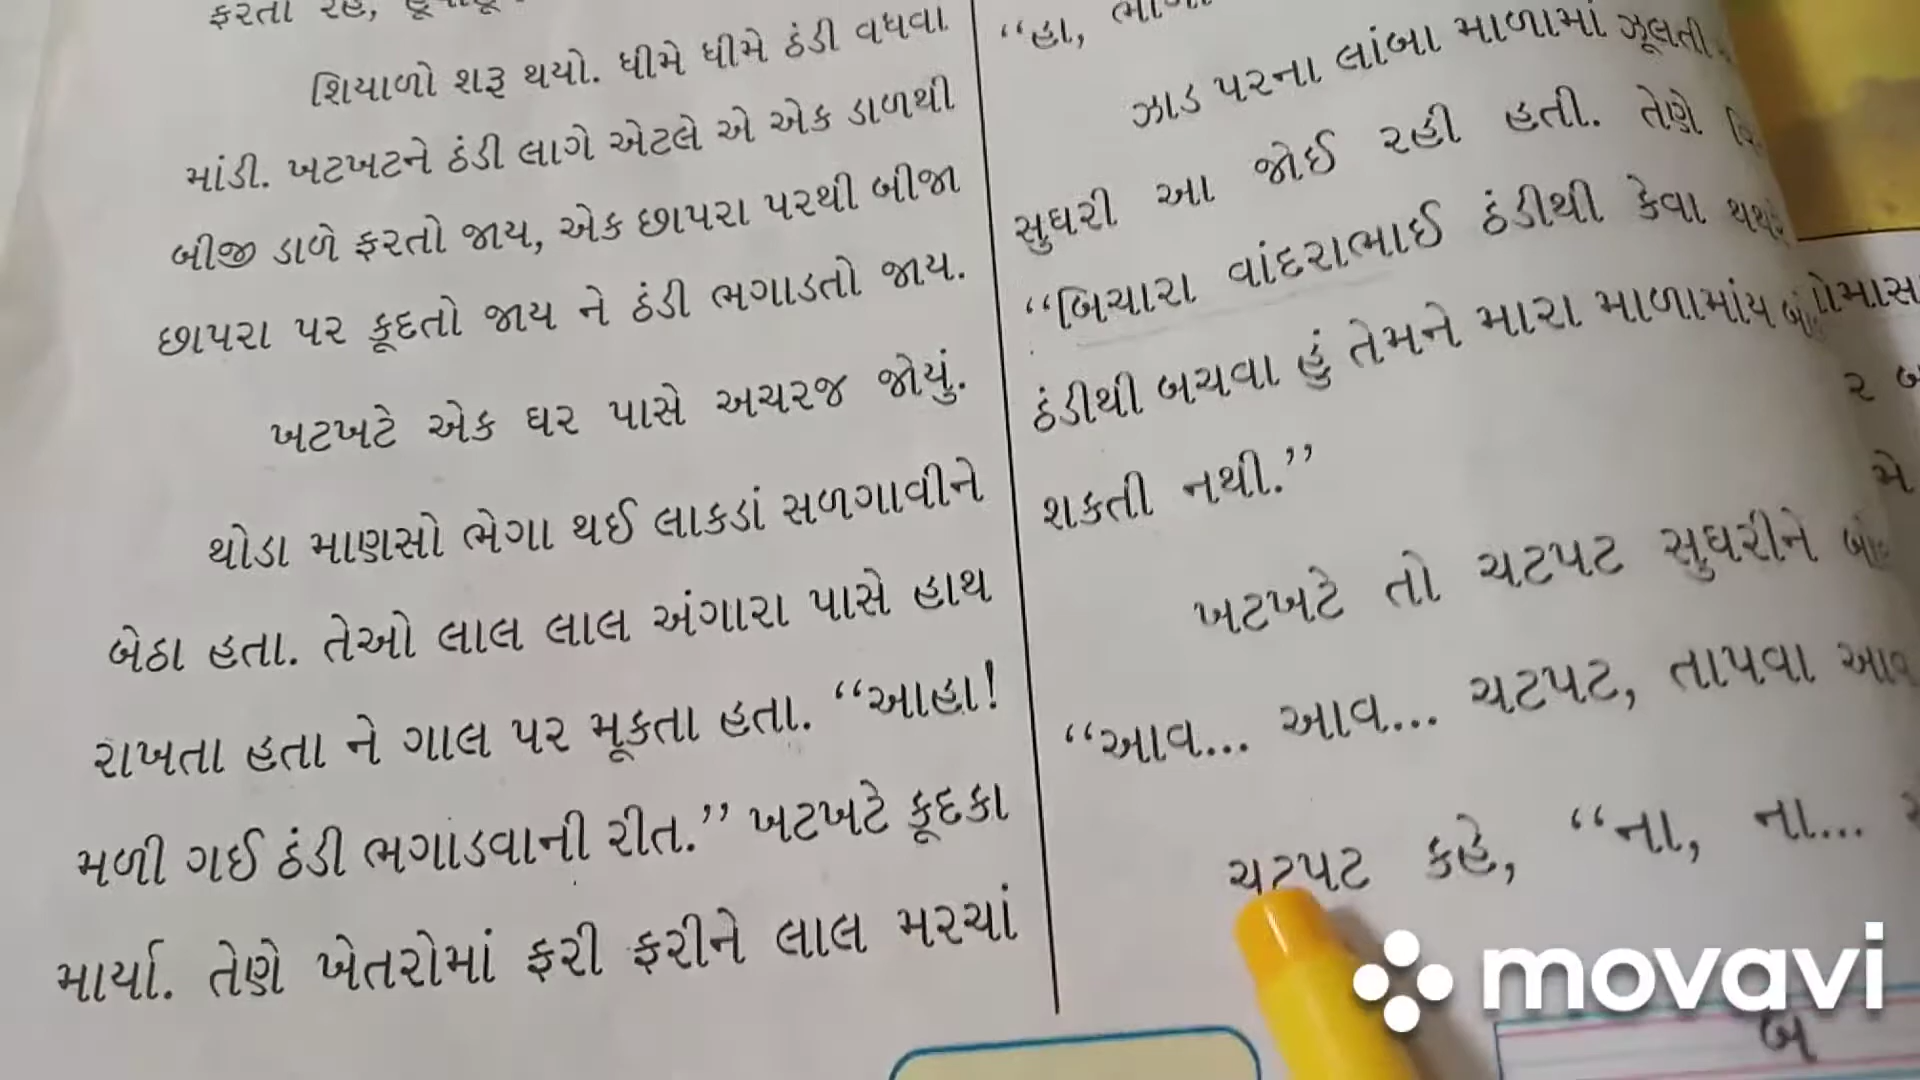 ફરતા રહે,
શિયાળો શરૂ થયો. ધીમે ધીમે ઠંડી વધવા
માંડી. ખટખટને ઠંડી લાગે એટલે એ એક ડાળથી
બીજી ડાળે ફરતો જાય, એક છાપરા પરથી બીજા
છાપરા પર કૂદતો જાય ને ઠંડી ભગાડતો જાય.
ખટખટે એક ઘર પાસે અચરજ જોયું.
થોડા માણસો ભેગા થઈ લાકડાં સળગાવીને
બેઠા હતા. તેઓ લાલ લાલ અંગારા પાસે હાથ
રાખતા હતા ને ગાલ પર મૂકતા હતા. “આહા!
મળી ગઈ ઠંડી ભગાડવાની રીત.” ખટખટે કૂદકા
માર્યા. તેણે ખેતરોમાં ફરી ફરીને લાલ મરચાં
“હા,
ઝાડ પરના લાંબા માળામાં ઝૂલતી
સુઘરી આ જોઈ રહી હતી. તેણે
“બિચારા વાંદરાભાઈ ઠંડીથી કેવા
ઠંડીથી બચવા હું તેમને મારા માળામાંય
શકતી નથી.”
ખટખટે તો ચટપટ સુઘરીને
“આવ... આવ... ચટપટ, તાપવા
ચટપટ કહે, “ના, ના...
movavi